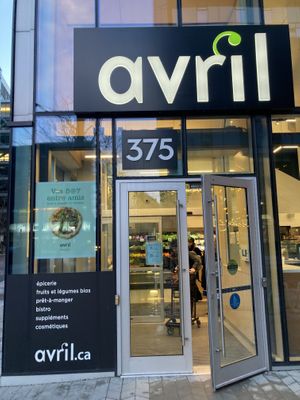 avril
375
entre amis
avril
épicerie
fruits et légumes bios
prêt-à-manger
bistro
suppléments
cosmétiques
avril.ca